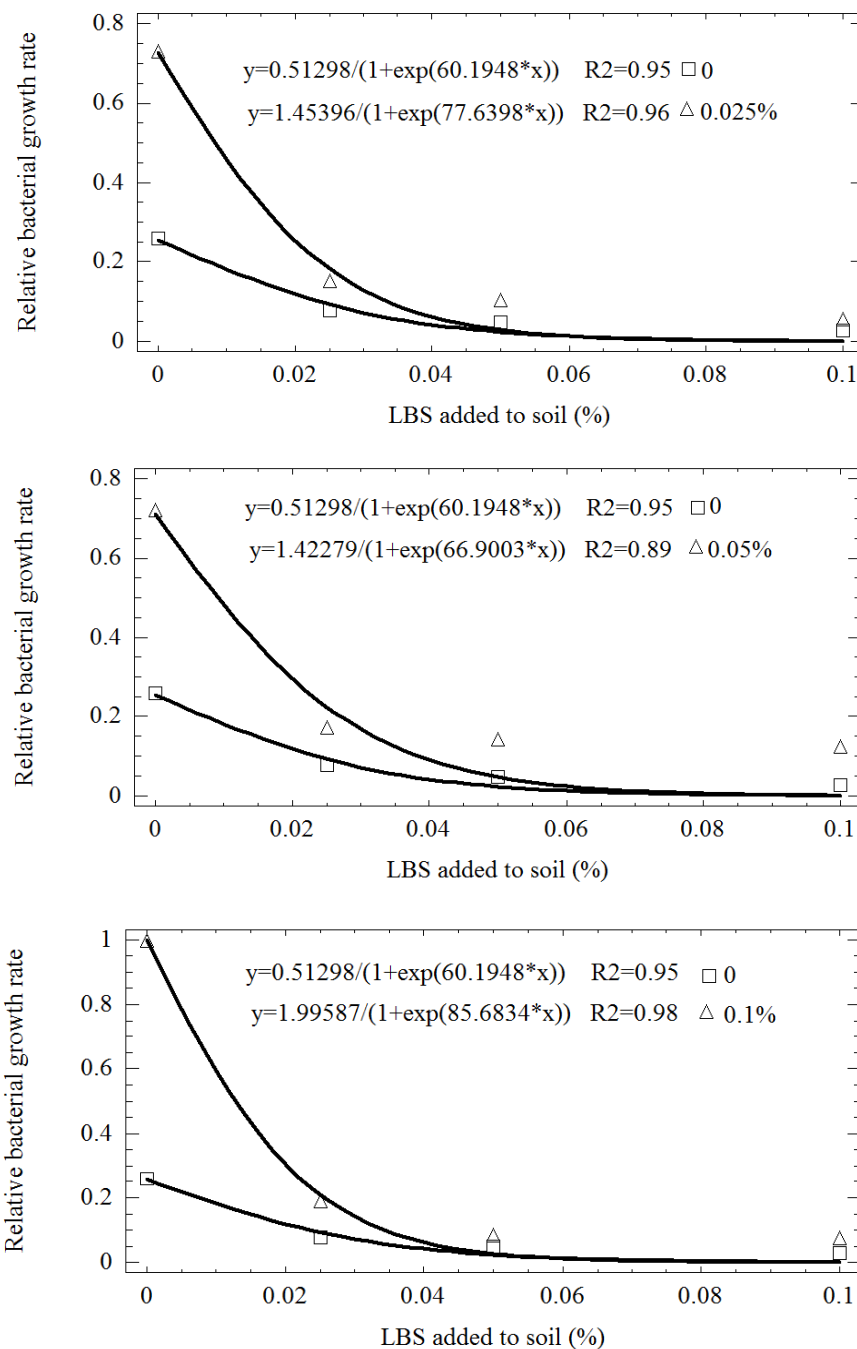 0.8
y=0.51298/(1+exp(60.1948*x)) R2=0.95 □ 0
y=1.45396/(1+exp(77.6398*x)) R2=0.96 △ 0.025%
0.6
0.4
0.2
0
Relative bacterial growth rate
0 0.02 0.04 0.06 0.08 0.1
LBS added to soil (%)
0.8
y=0.51298/(1+exp(60.1948*x)) R2=0.95 □ 0
y=1.42279/(1+exp(66.9003*x)) R2=0.89 △ 0.05%
0.6
0.4
0.2
0
Relative bacterial growth rate
0 0.02 0.04 0.06 0.08 0.1
LBS added to soil (%)
1
y=0.51298/(1+exp(60.1948*x)) R2=0.95 □ 0
y=1.99587/(1+exp(85.6834*x)) R2=0.98 △ 0.1%
0.8
0.6
0.4
0.2
0
Relative bacterial growth rate
0 0.02 0.04 0.06 0.08 0.1
LBS added to soil (%)